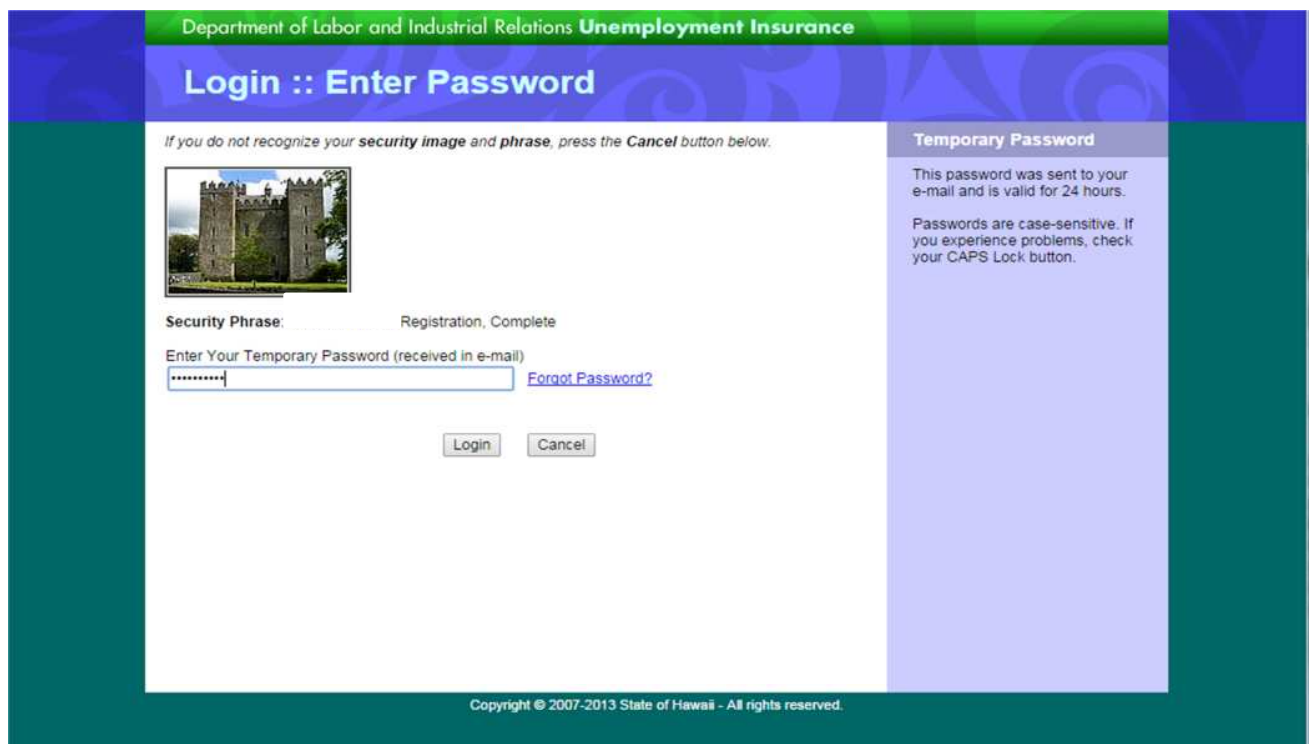 Department of Labor and Industrial Relations Unemployment Insurance
Login :: Enter Password
If you do not recognize your security image and phrase, press the Cancel button below.
Security Phrase: Registration, Complete
Enter Your Temporary Password (received in e-mail)
••••••••••
Forgot Password?
Login Cancel
Temporary Password
This password was sent to your
e-mail and is valid for 24 hours.
Passwords are case-sensitive. If
you experience problems, check
your CAPS Lock button.
Copyright © 2007-2013 State of Hawaii - All rights reserved.